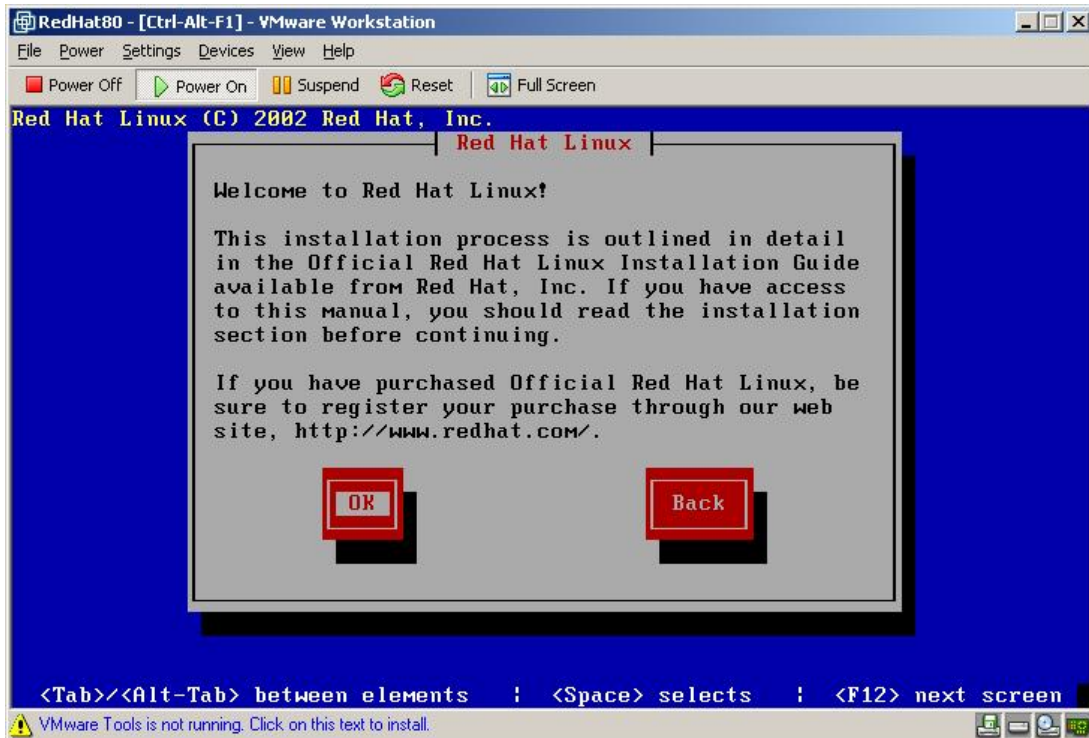 RedHat80 - [Ctrl-Alt-F1] - VMware Workstation
File Power Settings Devices View Help
Power Off Power On Suspend Reset Full Screen
Red Hat Linux (C) 2002 Red Hat, Inc.
Red Hat Linux
Welcome to Red Hat Linux!
This installation process is outlined in detail
in the Official Red Hat Linux Installation Guide
available from Red Hat, Inc. If you have access
to this manual, you should read the installation
section before continuing.
If you have purchased Official Red Hat Linux, be
sure to register your purchase through our web
site, http://www.redhat.com/.
OK Back
<Tab>/<Alt-Tab> between elements ¦ <Space> selects ¦ <F12> next screen
VMware Tools is not running. Click on this text to install.